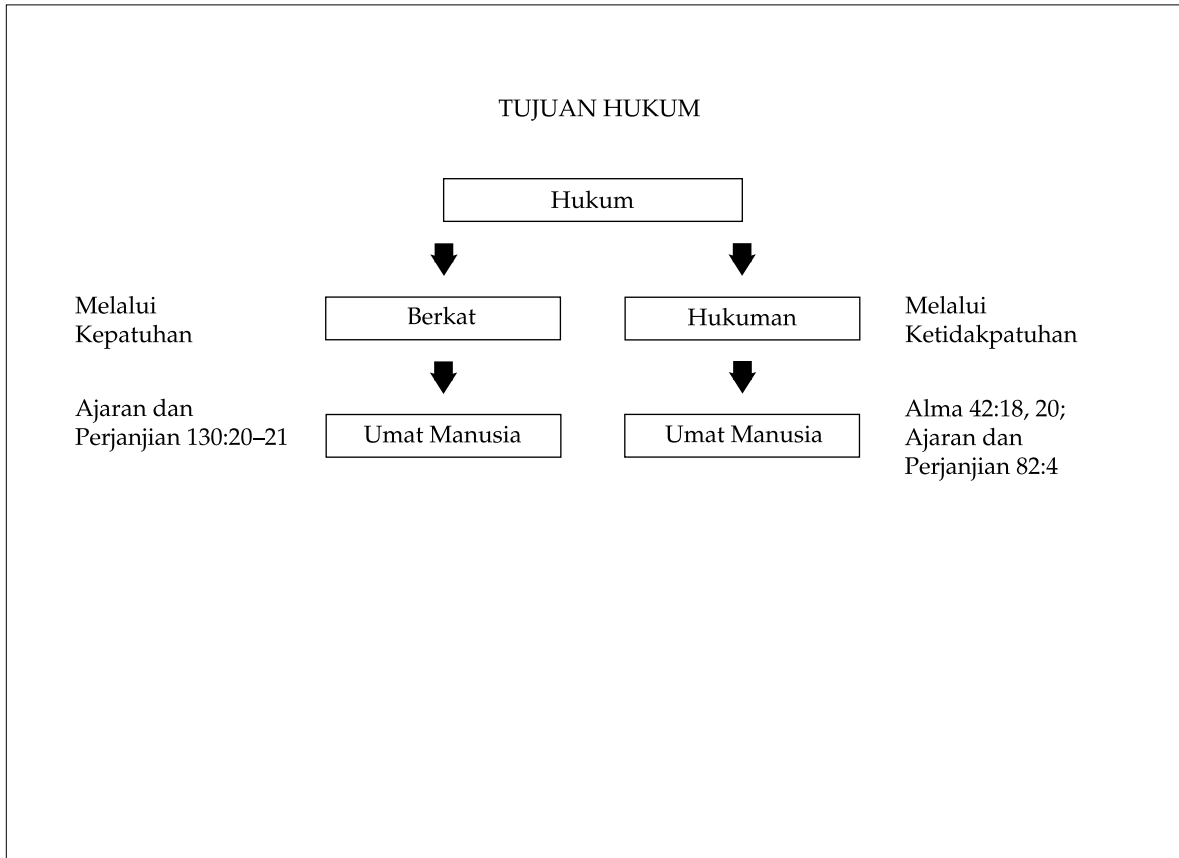 TUJUAN HUKUM
Hukum
Melalui
Kepatuhan
Berkat
Hukuman
Melalui
Ketidakpatuhan
Ajaran dan
Perjanjian 130:20–21
Umat Manusia
Umat Manusia
Alma 42:18, 20;
Ajaran dan
Perjanjian 82:4